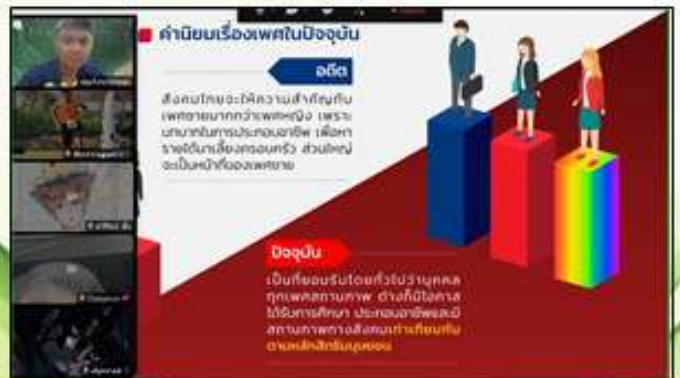 ค่านิยมเรื่องเพศในปัจจุบัน
อดีต
สังคมไทยจะให้ความสำคัญกับ
เพศชายมากกว่าเพศหญิง เพราะ
บทบาทในการประกอบอาชีพ เพื่อหา
รายได้มาเลี้ยงครอบครัว ส่วนใหญ่
จะเป็นหน้าที่ของเพศชาย
ปัจจุบัน
เป็นที่ยอมรับโดยทั่วไปว่าบุคคล
ทุกเพศสถานภาพ ต่างก็มีโอกาส
ได้รับการศึกษา ประกอบอาชีพและมี
สถานภาพทางสังคมเท่าเทียมกัน
ตามหลักสิทธิมนุษยชน